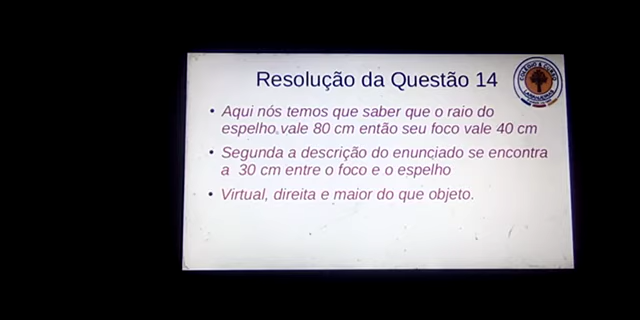 Resolução da Questão 14
• Aqui nós temos que saber que o raio do
espelho vale 80 cm então seu foco vale 40 cm
• Segunda a descrição do enunciado se encontra
a 30 cm entre o foco e o espelho
• Virtual, direita e maior do que objeto.
COLÉGIO & CURSO